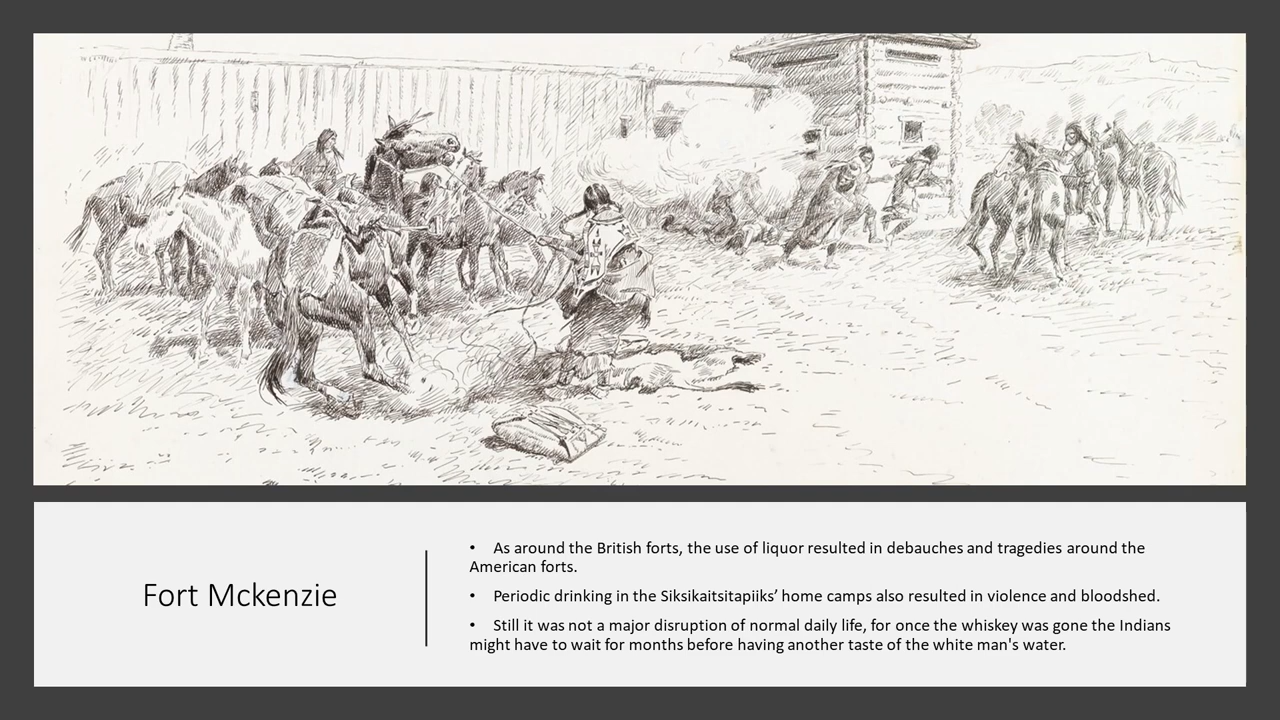 Fort Mckenzie
• As around the British forts, the use of liquor resulted in debauches and tragedies around the
American forts.
• Periodic drinking in the Siksikaitsitapiiks’ home camps also resulted in violence and bloodshed.
• Still it was not a major disruption of normal daily life, for once the whiskey was gone the Indians
might have to wait for months before having another taste of the white man's water.